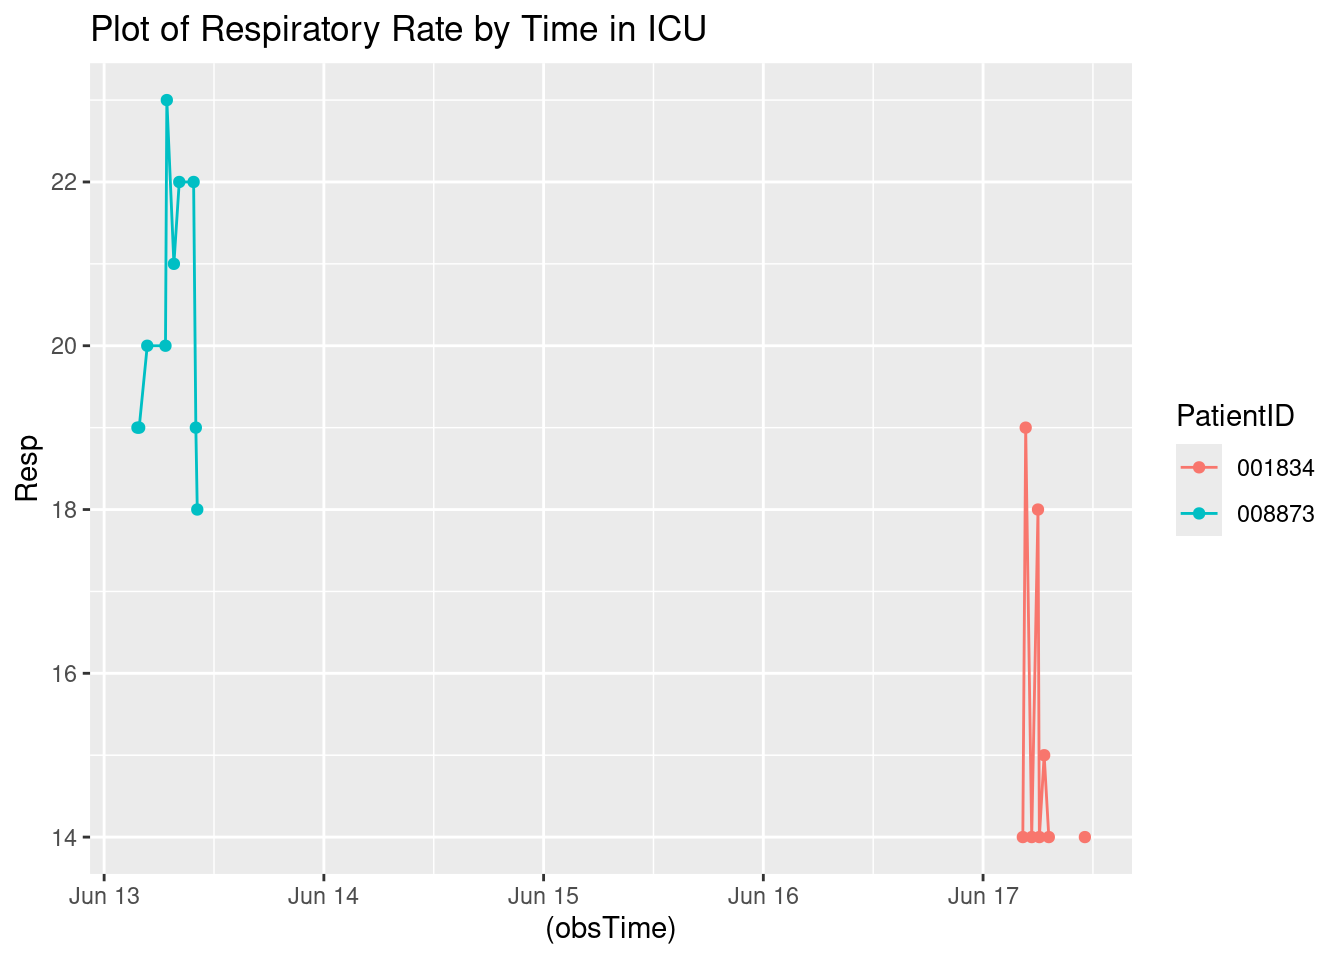 Plot of Respiratory Rate by Time in ICU
22
20
18
16
14
Resp
Jun 13
Jun 14
Jun 15
Jun 16
Jun 17
(obsTime)
PatientID
001834
008873